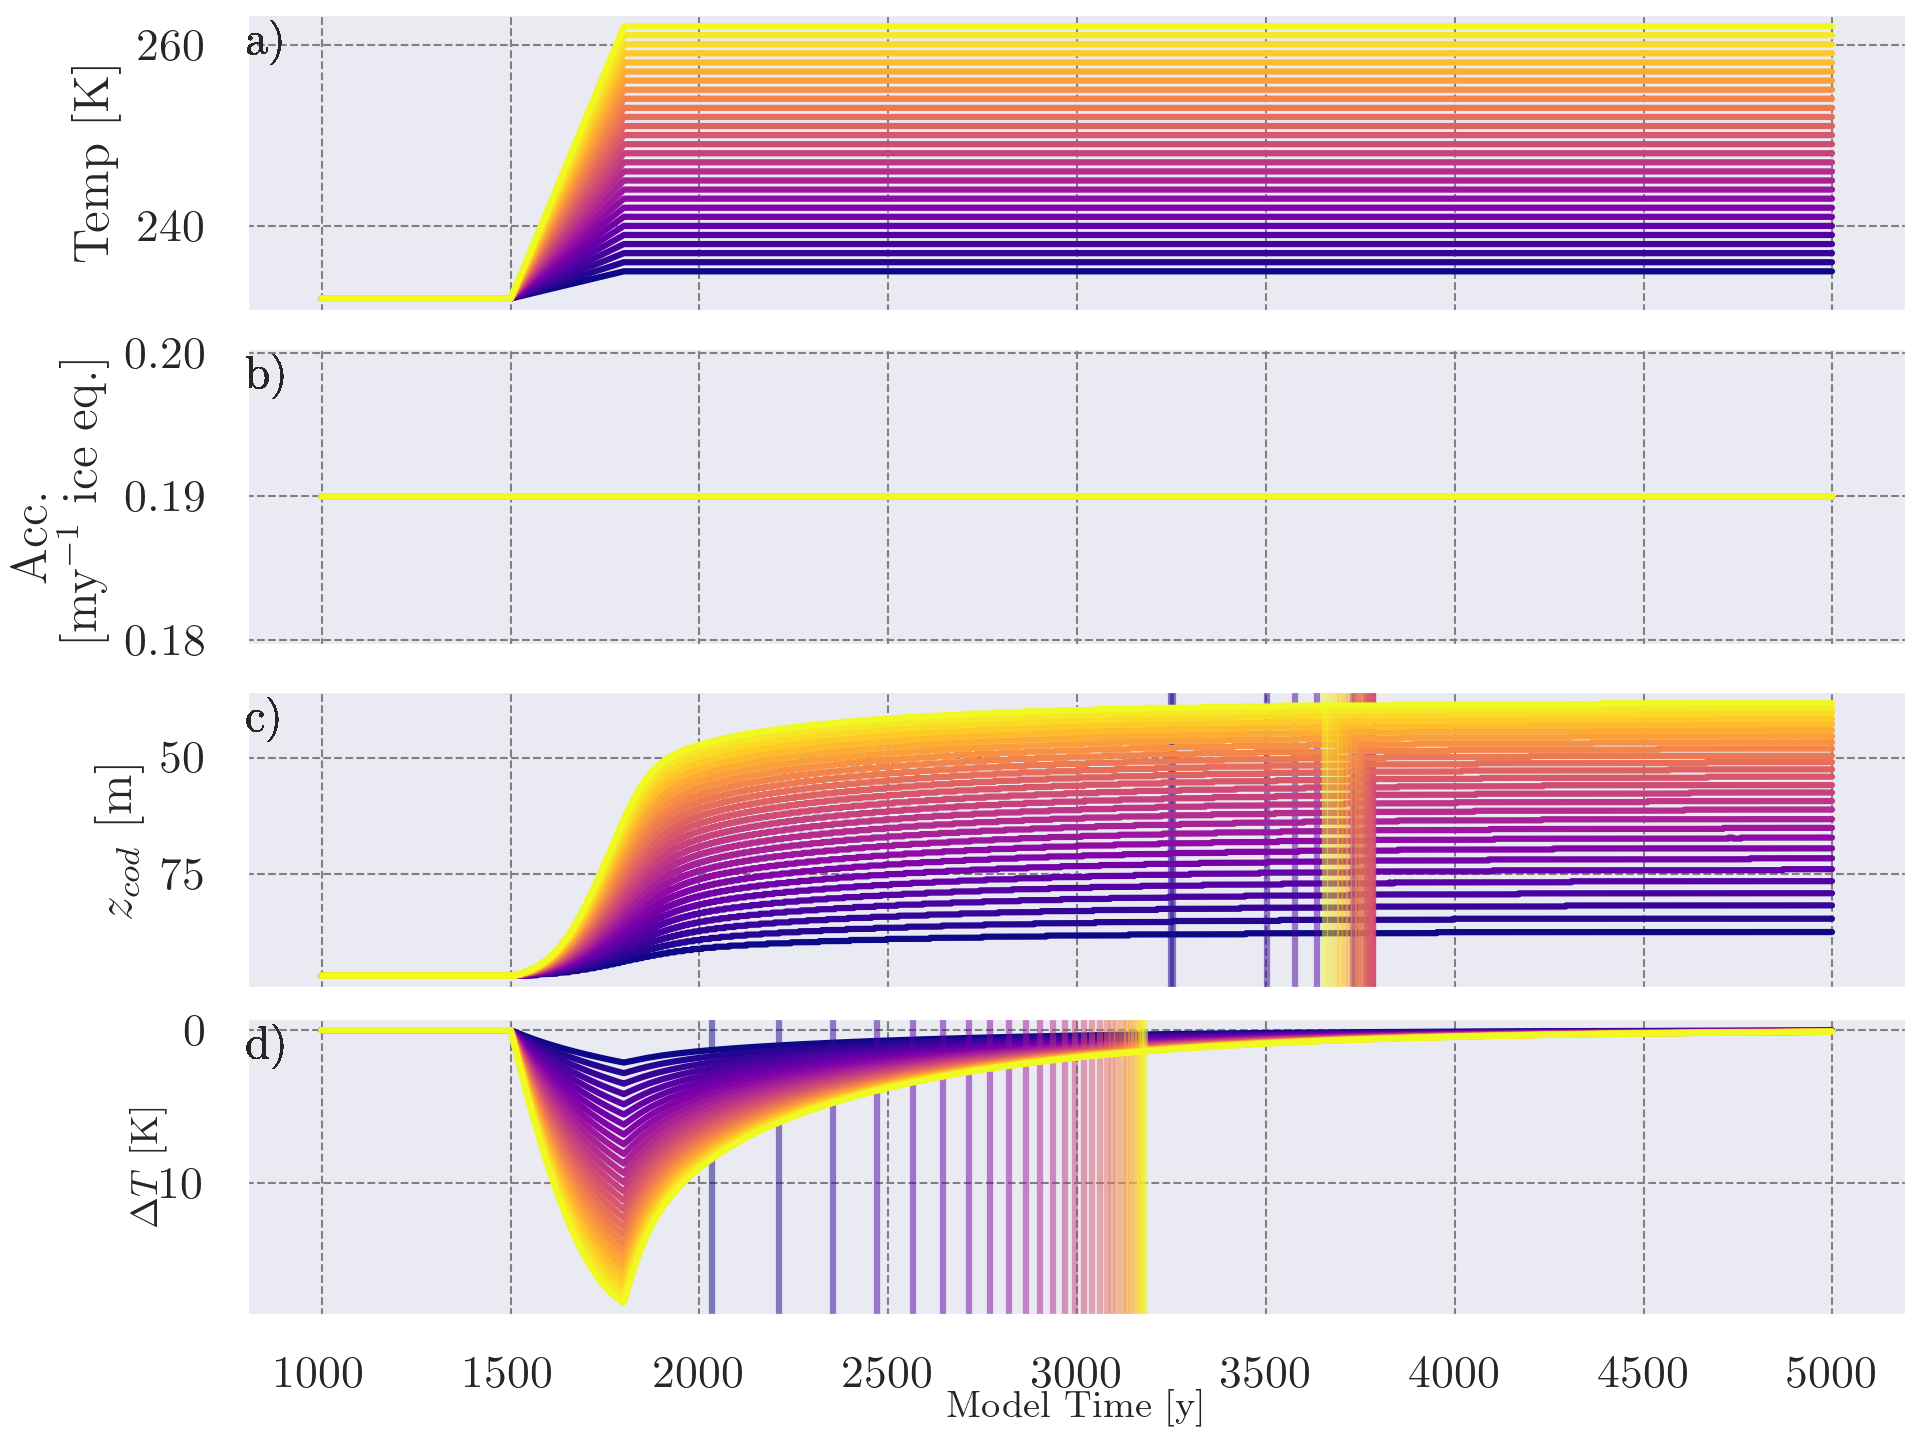 a)
260
240
Temp [K]
b)
0.20
0.19
0.18
Acc.
[my⁻¹ ice eq.]
c)
50
75
z_cod [m]
d)
0
10
ΔT [K]
1000 1500 2000 2500 3000 3500 4000 4500 5000
Model Time [y]